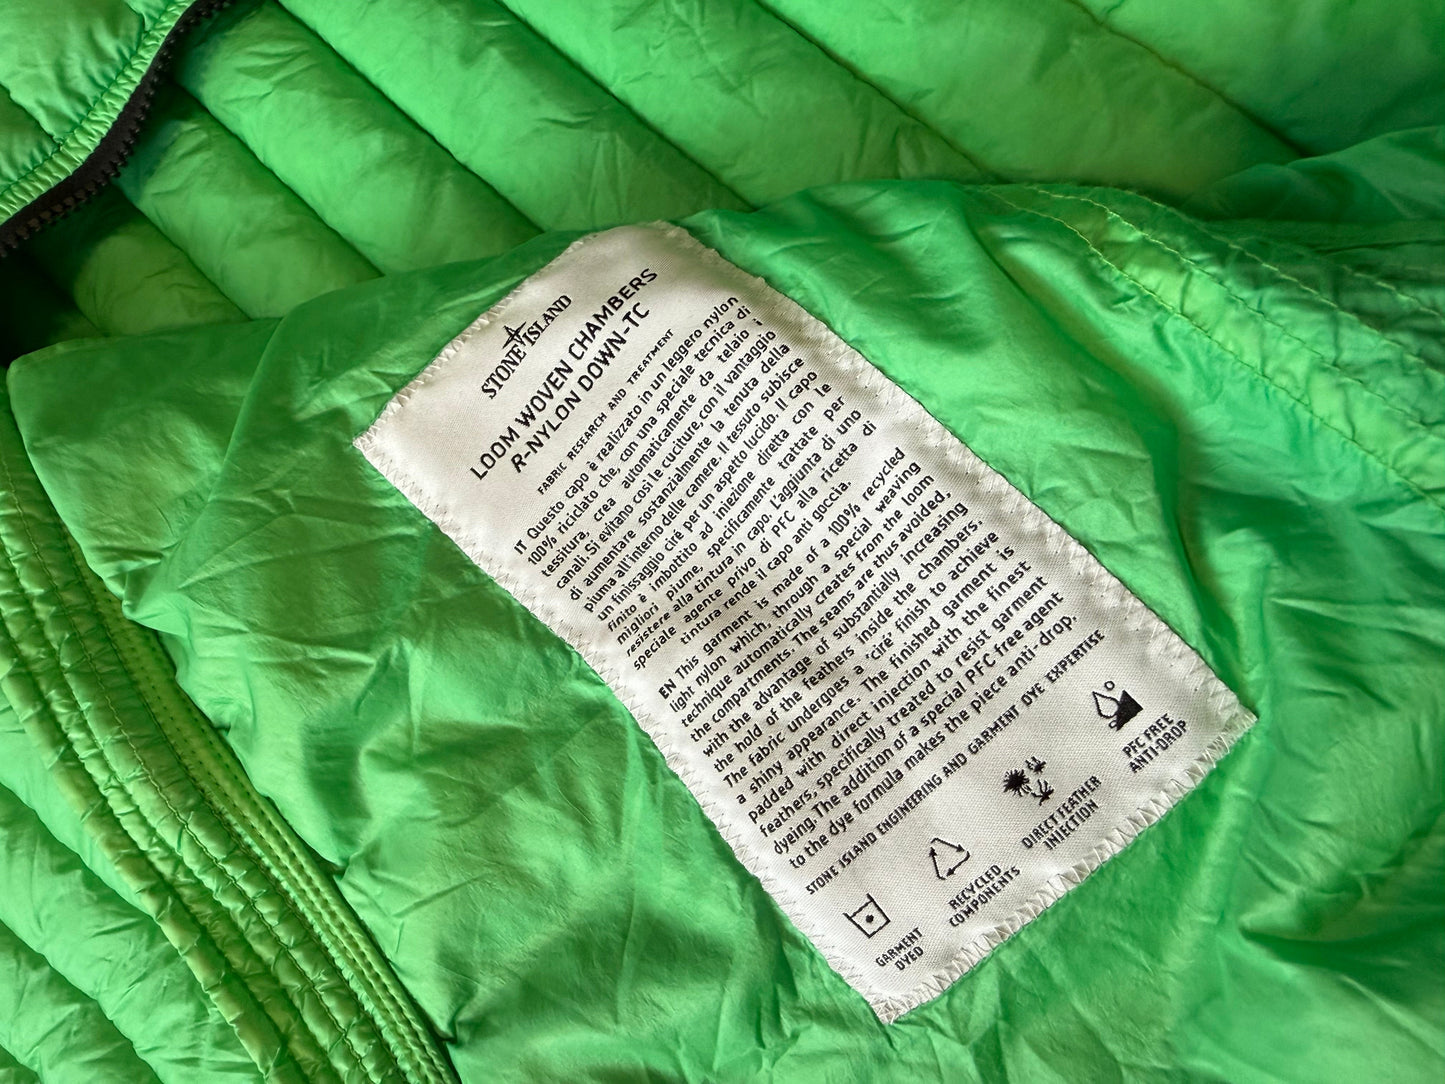 STONE ISLAND
LOOM WOVEN CHAMBERS
R-NYLON DOWN-TC
FABRIC RESEARCH AND TREATMENT
IT Questo capo è realizzato in un leggero nylon
100% riciclato che, con una speciale tecnica di
tessitura, crea automaticamente da telaio i
canali. Si evitano così le cuciture, con il vantaggio
di aumentare sostanzialmente la tenuta della
piuma all'interno delle camere. Il tessuto subisce
un finissaggio ciré per un aspetto lucido. Il capo
finito è imbottito ad iniezione diretta con le
migliori piume, specificamente trattate per
resistere alla tintura in capo. L'aggiunta di uno
speciale agente privo di PFC alla ricetta di
tintura rende il capo anti goccia.
EN This garment is made of a 100% recycled
light nylon which, through a special weaving
technique automatically creates from the loom
the compartments. The seams are thus avoided,
with the advantage of substantially increasing
the hold of the feathers inside the chambers.
The fabric undergoes a 'ciré' finish to achieve
a shiny appearance. The finished garment is
padded with direct injection with the finest
feathers, specifically treated to resist garment
dyeing. The addition of a special PFC free agent
to the dye formula makes the piece anti-drop.
STONE ISLAND ENGINEERING AND GARMENT DYE EXPERTISE
GARMENT
DYED
RECYCLED
COMPONENTS
DIRECT FEATHER
INJECTION
PFC FREE
ANTI-DROP